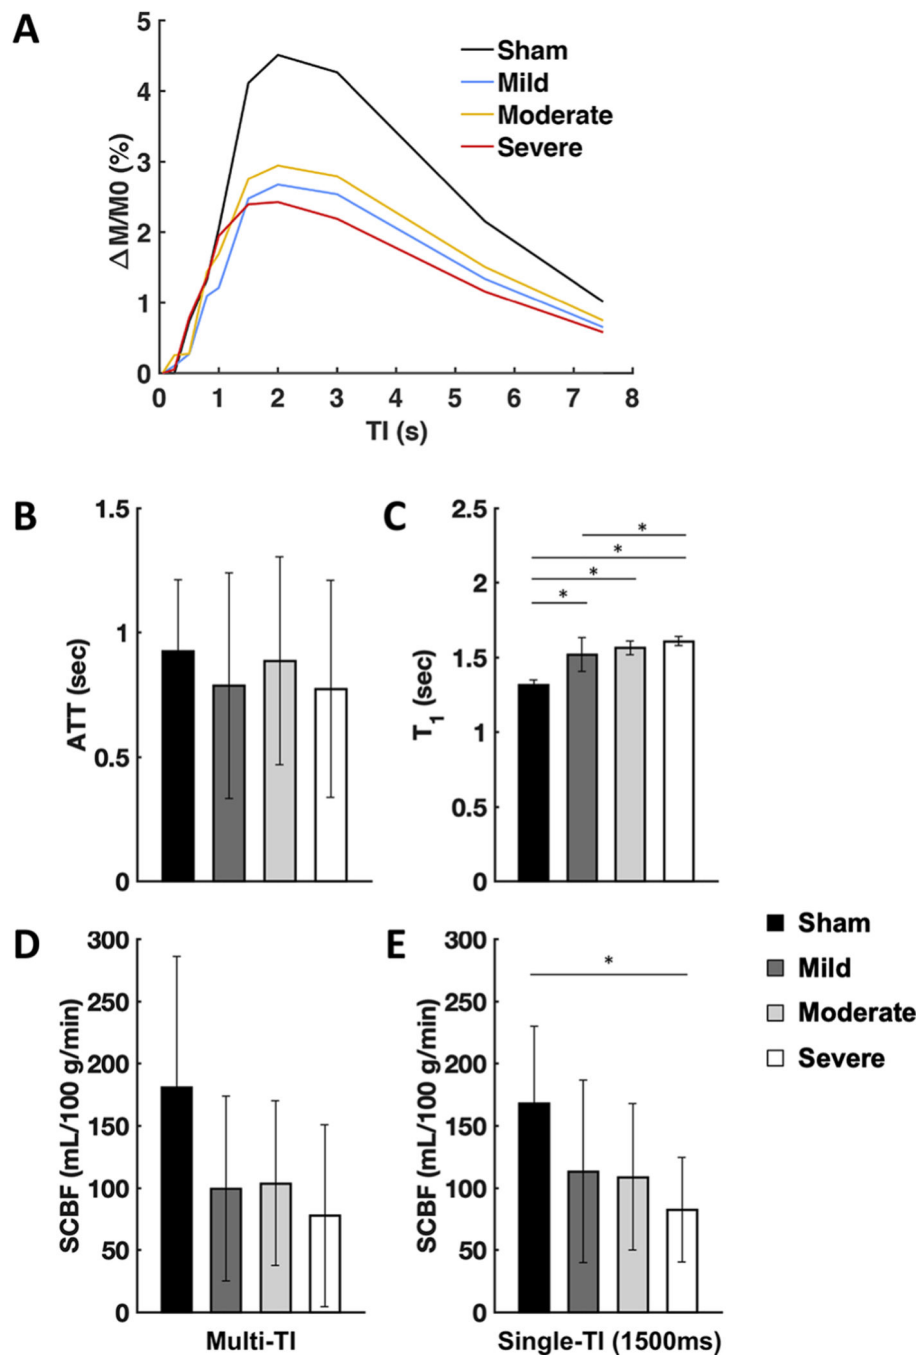 A
5
4
3
2
1
0
ΔM/M0 (%)
Sham
Mild
Moderate
Severe
0 1 2 3 4 5 6 7 8
TI (s)
B
1.5
1
0.5
0
ATT (sec)
C
2.5
2
1.5
1
0.5
0
T1 (sec)
*
*
*
*
D
300
250
200
150
100
50
0
SCBF (mL/100 g/min)
Multi-TI
E
300
250
200
150
100
50
0
SCBF (mL/100 g/min)
*
Single-TI (1500ms)
Sham
Mild
Moderate
Severe